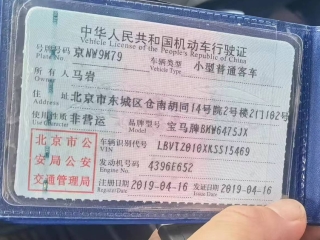 中华人民共和国机动车行驶证
Vehicle License of the People's Republic of China
号牌号码 京NW9M79 车辆类型 小型普通客车
所有人 马岩
住址 北京市东城区仓南胡同14号院2号楼2门102号
使用性质 非营运 品牌型号 宝马牌BMW6475JX
北京市公安局公安交通管理局
车辆识别代号 LBVTZ010XKSS15469
发动机号码 4396E652
Engine No.
注册日期 2019-04-16 发证日期 2019-04-16